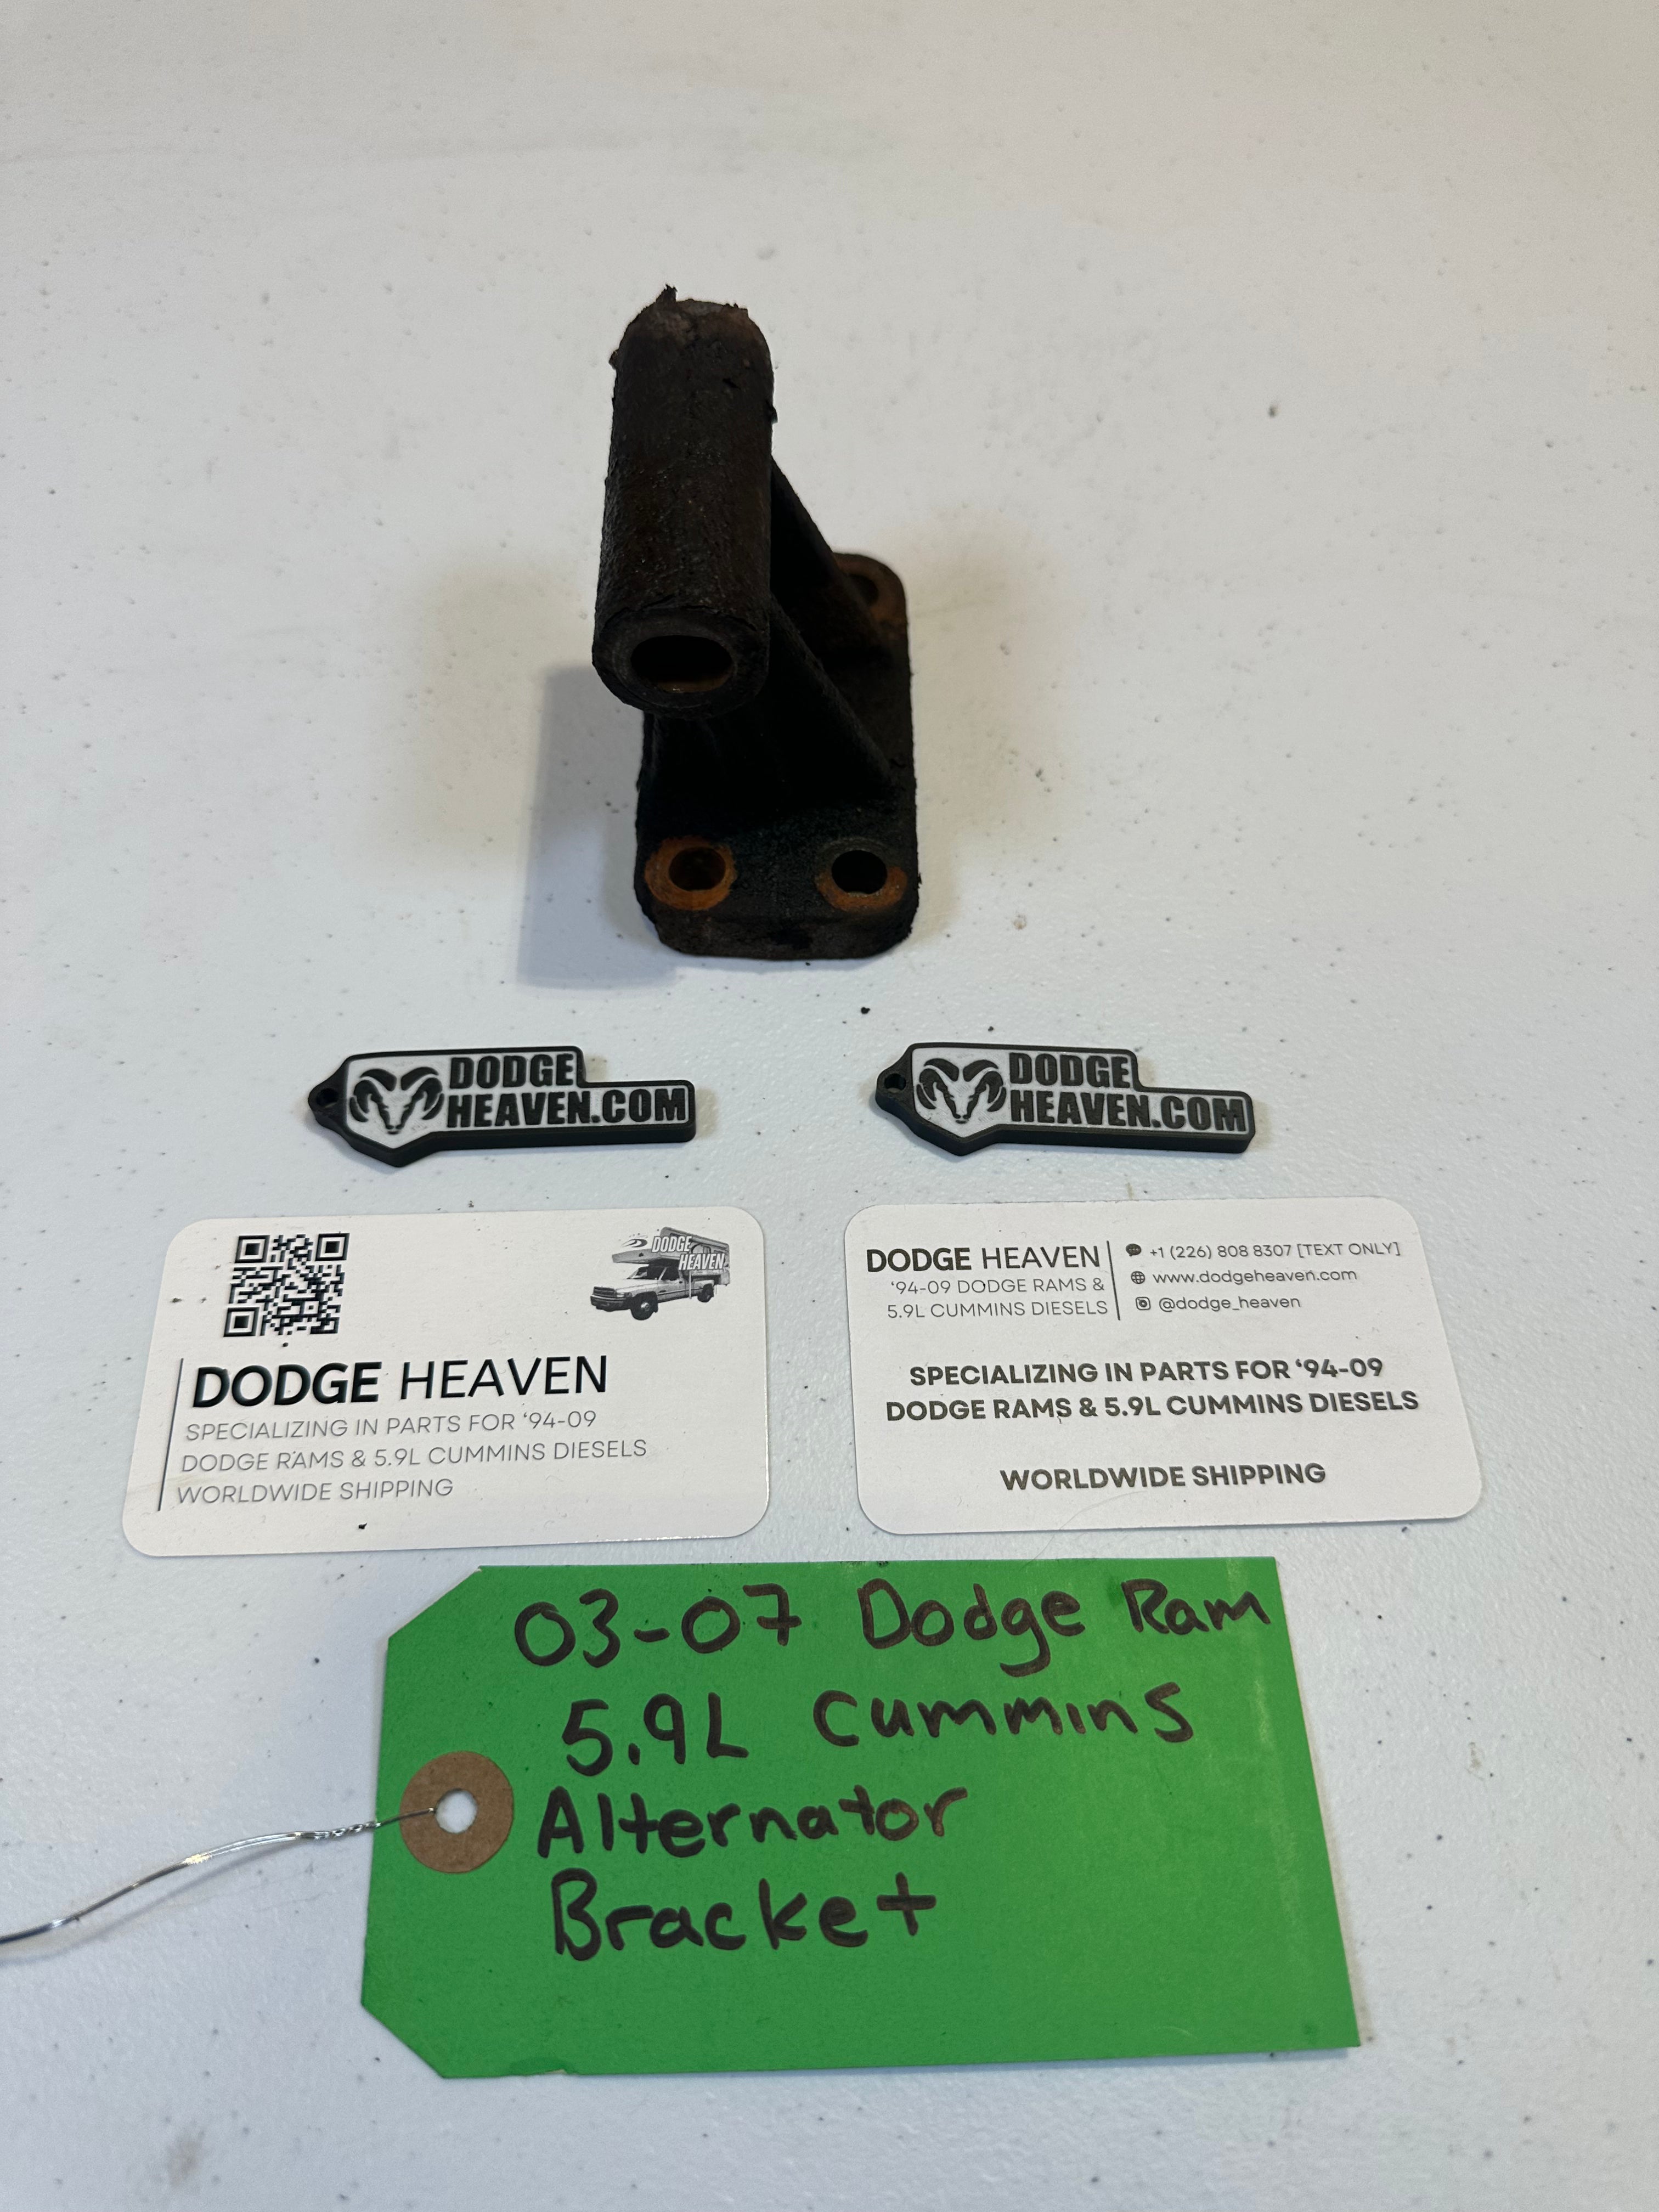 DODGE
HEAVEN.COM
DODGE
HEAVEN.COM
DODGE
HEAVEN
DODGE HEAVEN
SPECIALIZING IN PARTS FOR ‘94-09
DODGE RAMS & 5.9L CUMMINS DIESELS
WORLDWIDE SHIPPING
DODGE HEAVEN
‘94-09 DODGE RAMS &
5.9L CUMMINS DIESELS
+1 (226) 808 8307 [TEXT ONLY]
www.dodgeheaven.com
@dodge_heaven
SPECIALIZING IN PARTS FOR ‘94-09
DODGE RAMS & 5.9L CUMMINS DIESELS
WORLDWIDE SHIPPING
03-07 Dodge Ram
5.9L Cummins
Alternator
Bracket